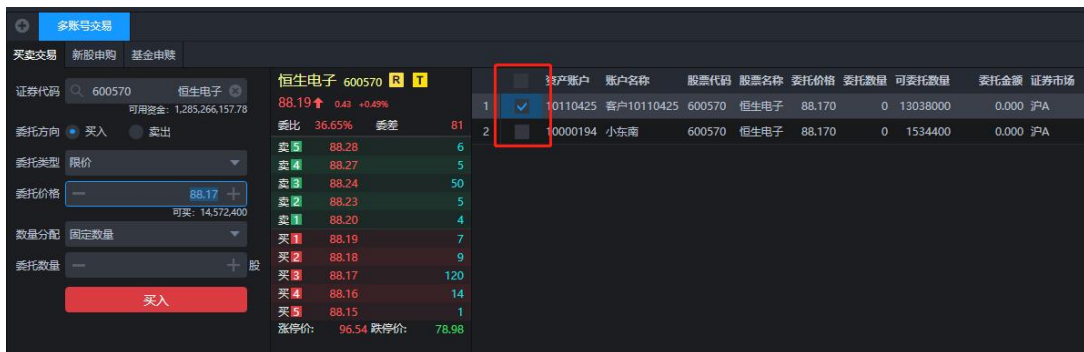 多账号交易
买卖交易 新股申购 基金申赎
证券代码 600570 恒生电子
可用资金: 1,285,266,157.78
委托方向 买入 卖出
委托类型 限价
委托价格 88.17
可买: 14,572,400
数量分配 固定数量
委托数量 股
买入
恒生电子 600570 R T
88.19 0.43 +0.49%
委比 36.65% 委差 81
卖5 88.28 6
卖4 88.27 5
卖3 88.24 50
卖2 88.23 5
卖1 88.20 4
买1 88.19 7
买2 88.18 9
买3 88.17 120
买4 88.16 14
买5 88.15 1
涨停价: 96.54 跌停价: 78.98
资产账户 账户名称 股票代码 股票名称 委托价格 委托数量 可委托数量 委托金额 证券市场
1 10110425 客户10110425 600570 恒生电子 88.170 0 13038000 0.000 沪A
2 10000194 小东南 600570 恒生电子 88.170 0 1534400 0.000 沪A